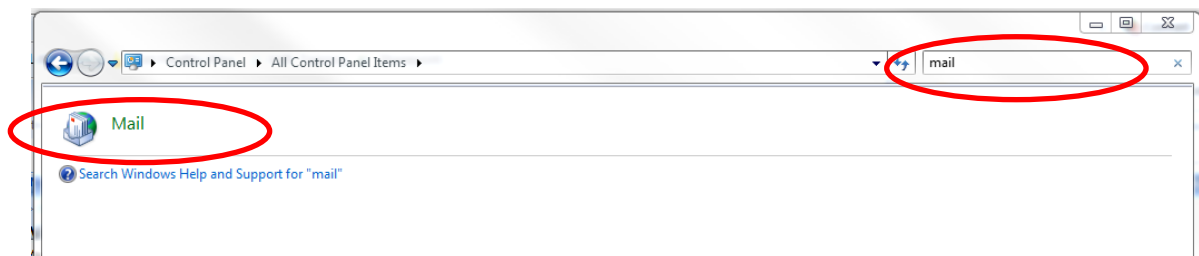 Control Panel All Control Panel Items mail
Mail
Search Windows Help and Support for "mail"